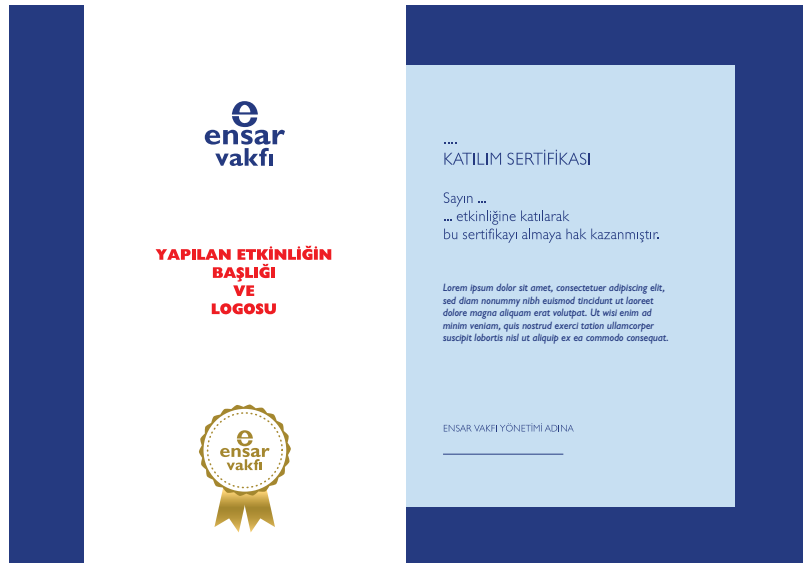 ensar
vakfı
YAPILAN ETKİNLİĞİN
BAŞLIĞI
VE
LOGOSU
ensar
vakfı
....
KATILIM SERTİFİKASI
Sayın ...
... etkinliğine katılarak
bu sertifikayı almaya hak kazanmıştır.
Lorem ipsum dolor sit amet, consectetuer adipiscing elit,
sed diam nonummy nibh euismod tincidunt ut laoreet
dolore magna aliquam erat volutpat. Ut wisi enim ad
minim veniam, quis nostrud exerci tation ullamcorper
suscipit lobortis nisl ut aliquip ex ea commodo consequat.
ENSAR VAKFI YÖNETİMİ ADINA